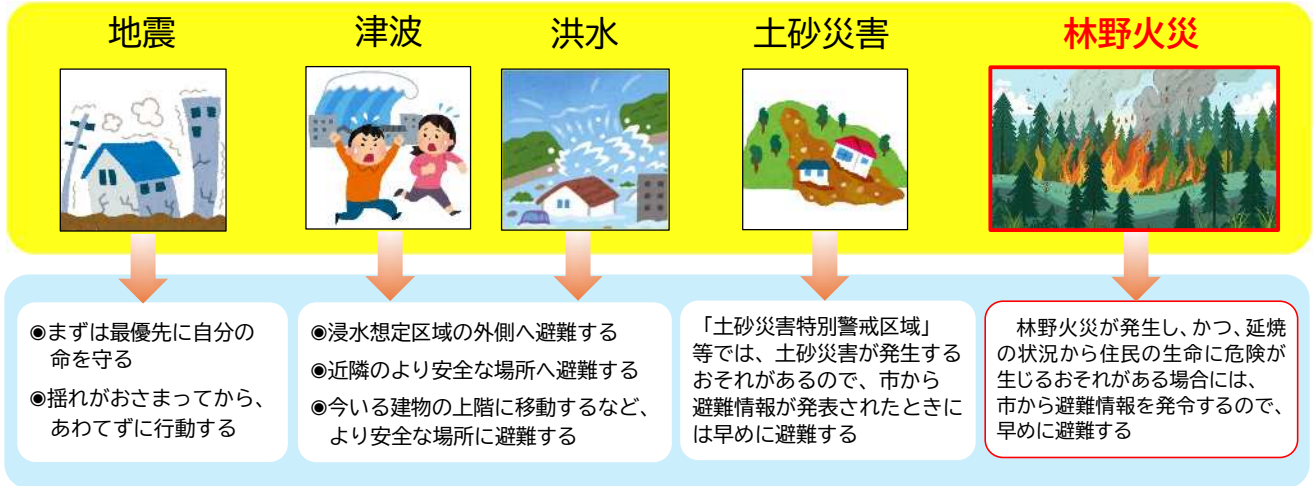 地震
津波
洪水
土砂災害
林野火災
◉まずは最優先に自分の
命を守る
◉揺れがおさまってから、
あわてずに行動する
◉浸水想定区域の外側へ避難する
◉近隣のより安全な場所へ避難する
◉今いる建物の上階に移動するなど、
より安全な場所に避難する
「土砂災害特別警戒区域」
等では、土砂災害が発生する
おそれがあるので、市から
避難情報が発表されたときに
は早めに避難する
林野火災が発生し、かつ、延焼
の状況から住民の生命に危険が
生じるおそれがある場合には、
市から避難情報を発令するので、
早めに避難する